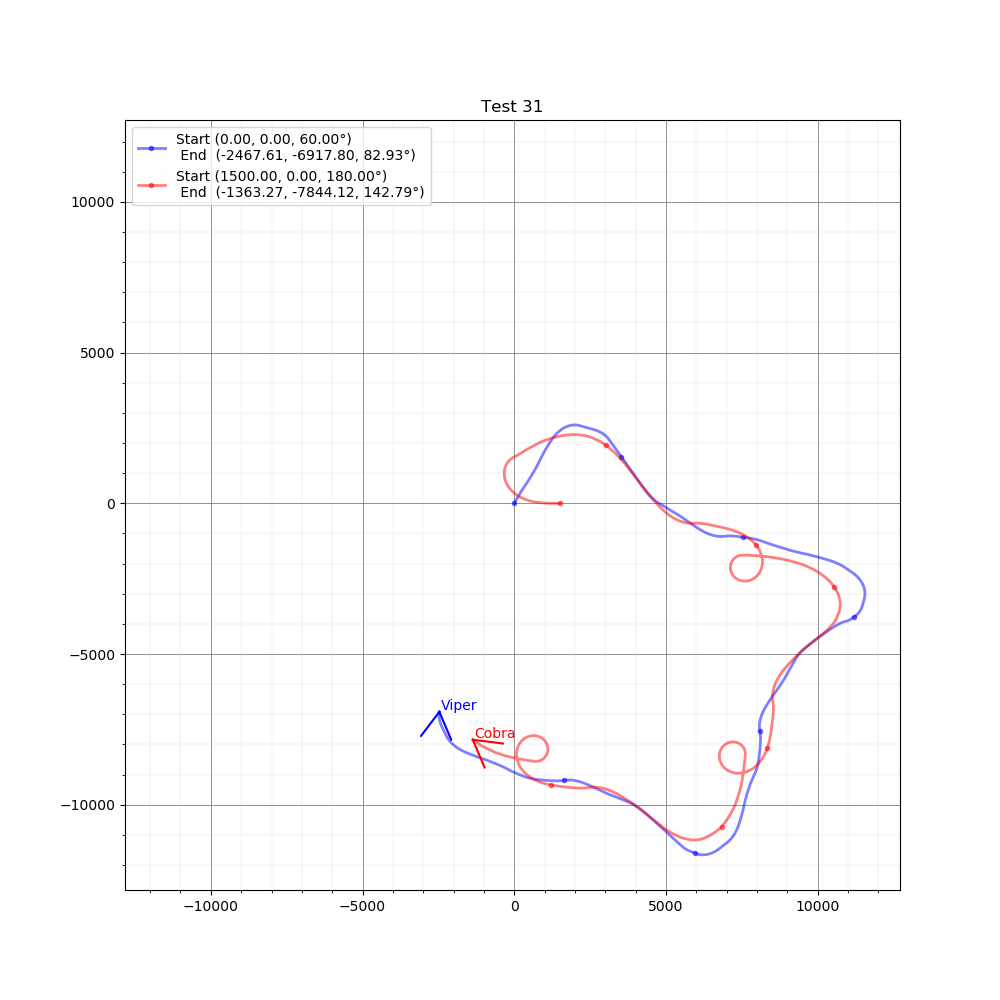 Test 31
Start (0.00, 0.00, 60.00°)
End  (-2467.61, -6917.80, 82.93°)
Start (1500.00, 0.00, 180.00°)
End  (-1363.27, -7844.12, 142.79°)
10000
5000
0
−5000
−10000
Viper
Cobra
−10000
−5000
0
5000
10000